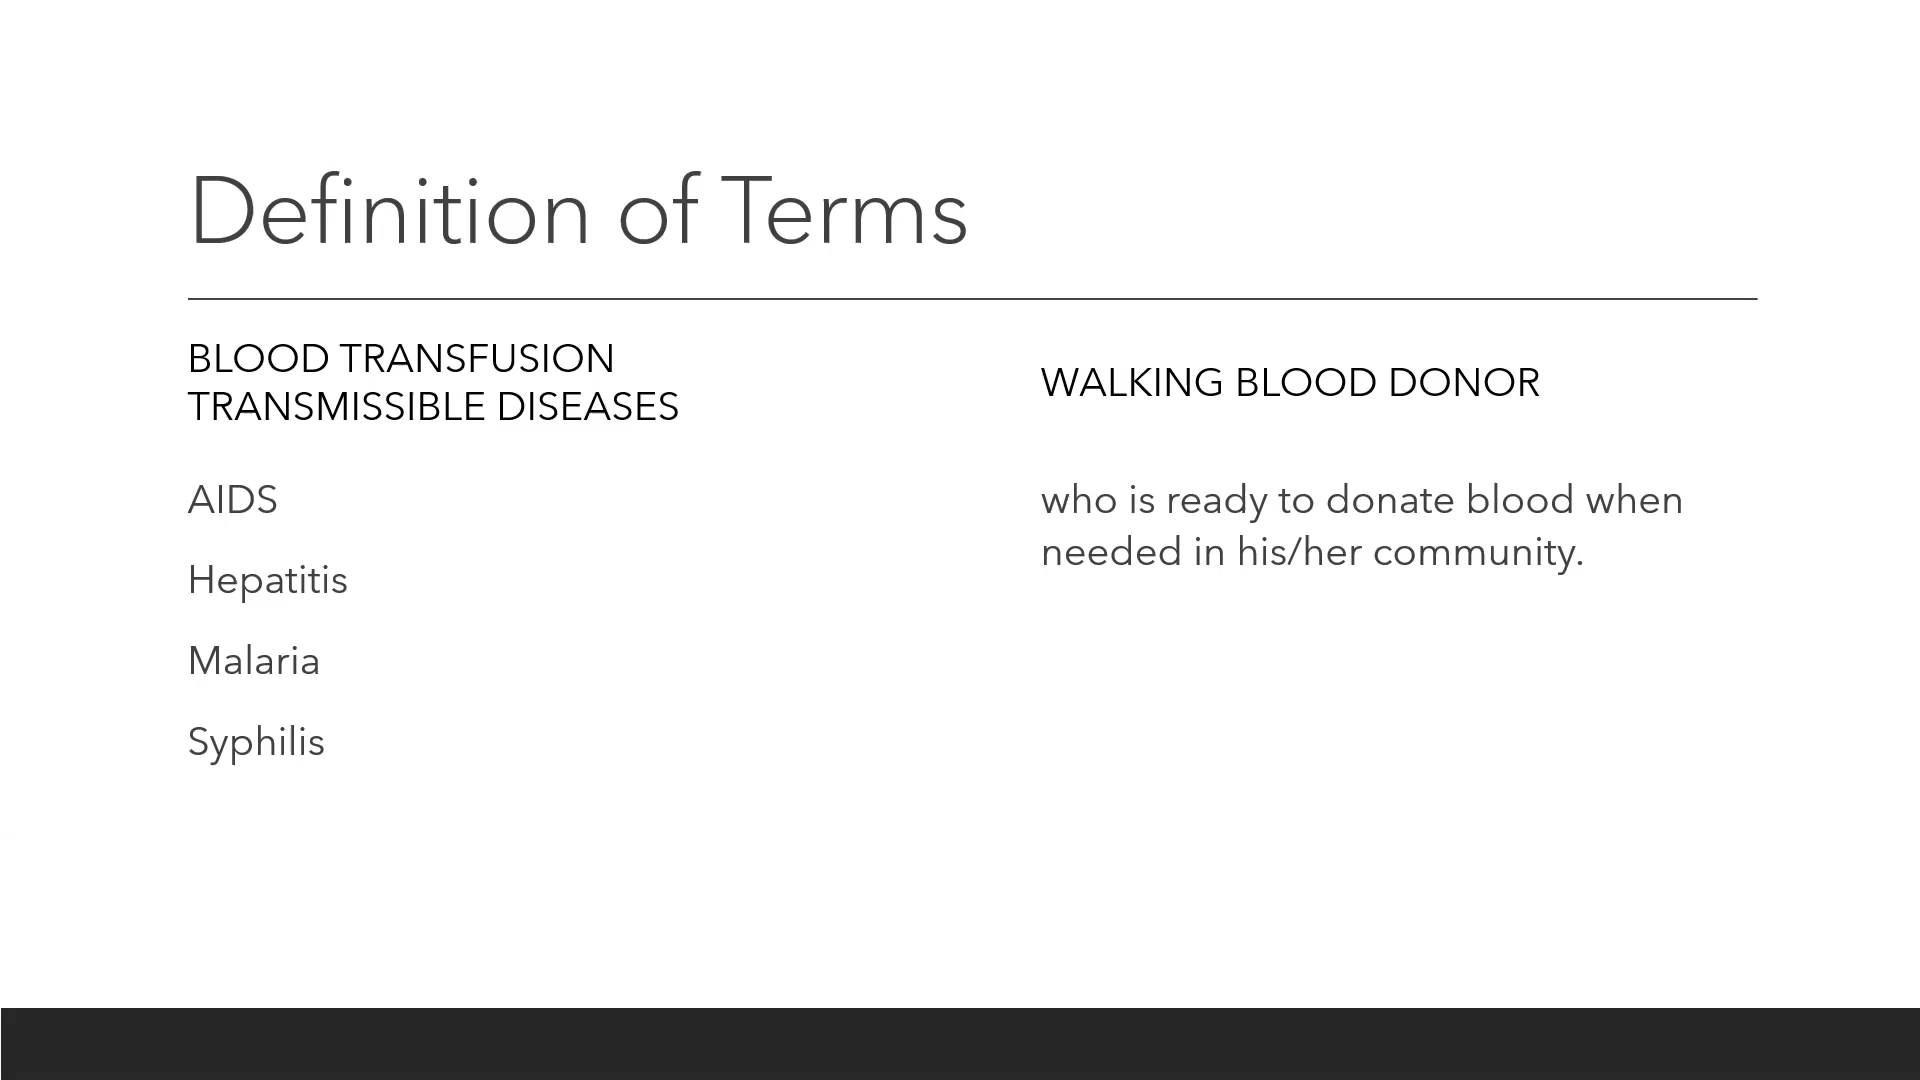 Definition of Terms
BLOOD TRANSFUSION
TRANSMISSIBLE DISEASES
AIDS
Hepatitis
Malaria
Syphilis
WALKING BLOOD DONOR
who is ready to donate blood when
needed in his/her community.